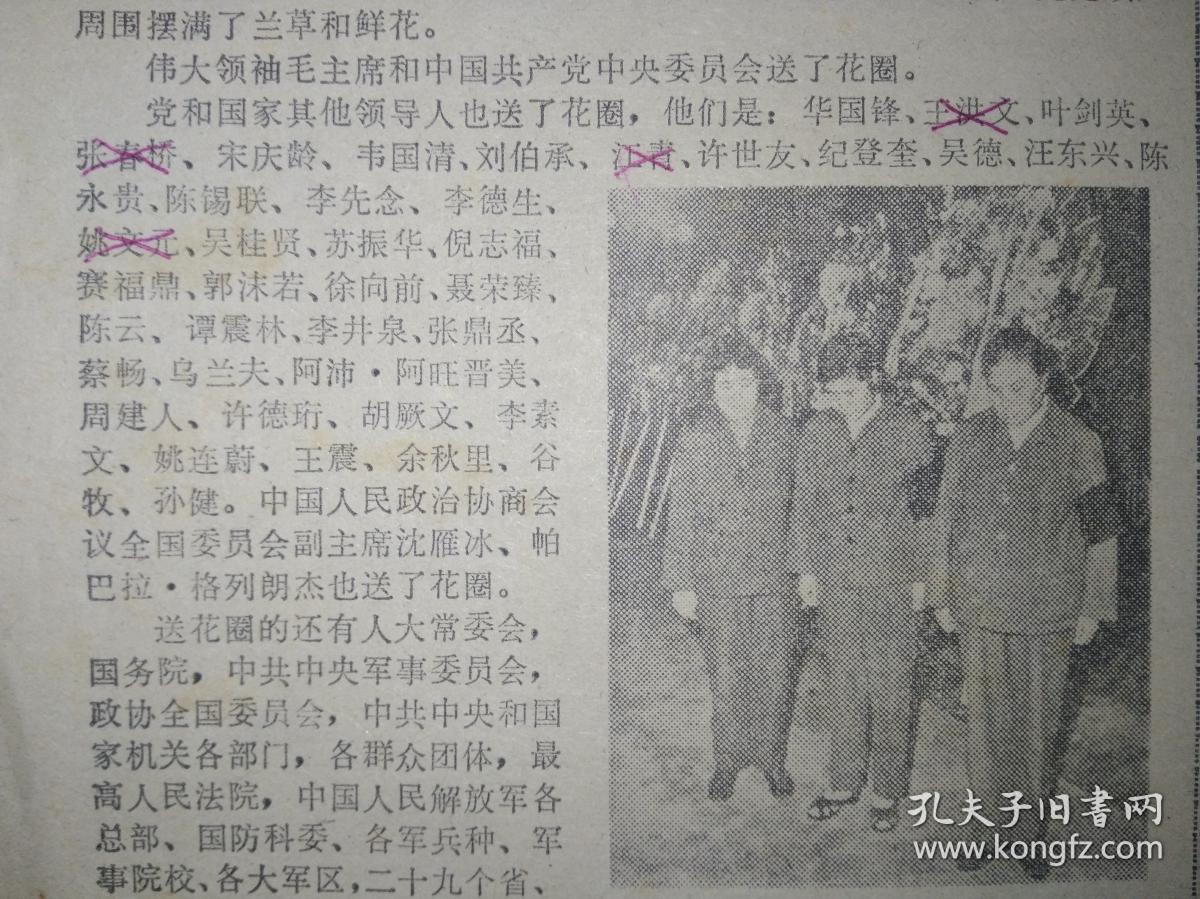 周围摆满了兰草和鲜花。
伟大领袖毛主席和中国共产党中央委员会送了花圈。
党和国家其他领导人也送了花圈，他们是：华国锋、王洪文、叶剑英、
张春桥、宋庆龄、韦国清、刘伯承、江青、许世友、纪登奎、吴德、汪东兴、陈
永贵、陈锡联、李先念、李德生、
姚文元、吴桂贤、苏振华、倪志福、
赛福鼎、郭沫若、徐向前、聂荣臻、
陈云、谭震林、李井泉、张鼎丞、
蔡畅、乌兰夫、阿沛·阿旺晋美、
周建人、许德珩、胡厥文、李素
文、姚连蔚、王震、余秋里、谷
牧、孙健。中国人民政治协商会
议全国委员会副主席沈雁冰、帕
巴拉·格列朗杰也送了花圈。
送花圈的还有人大常委会，
国务院，中共中央军事委员会，
政协全国委员会，中共中央和国
家机关各部门，各群众团体，最
高人民法院，中国人民解放军各
总部、国防科委、各军兵种、军
事院校、各大军区，二十九个省、
孔夫子旧书网
www.kongfz.com